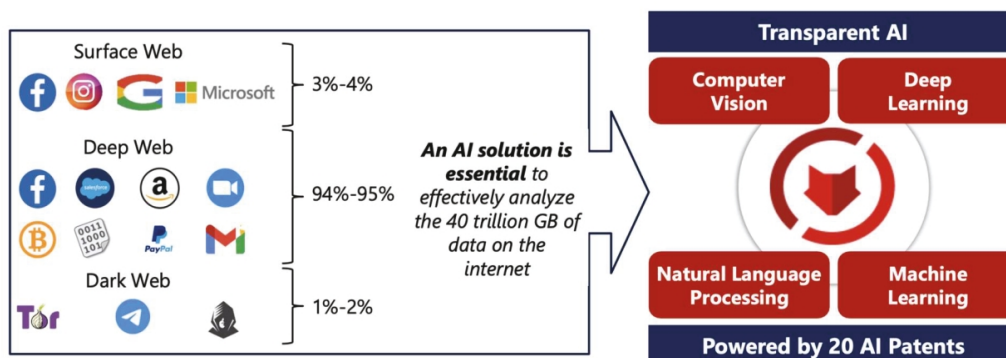 Surface Web
Microsoft
3%-4%
Deep Web
salesforce
a
0011
1000
101
PayPal
94%-95%
Dark Web
Tor
1%-2%
An AI solution is
essential to
effectively analyze
the 40 trillion GB of
data on the
internet
Transparent AI
Computer
Vision
Deep
Learning
Natural Language
Processing
Machine
Learning
Powered by 20 AI Patents